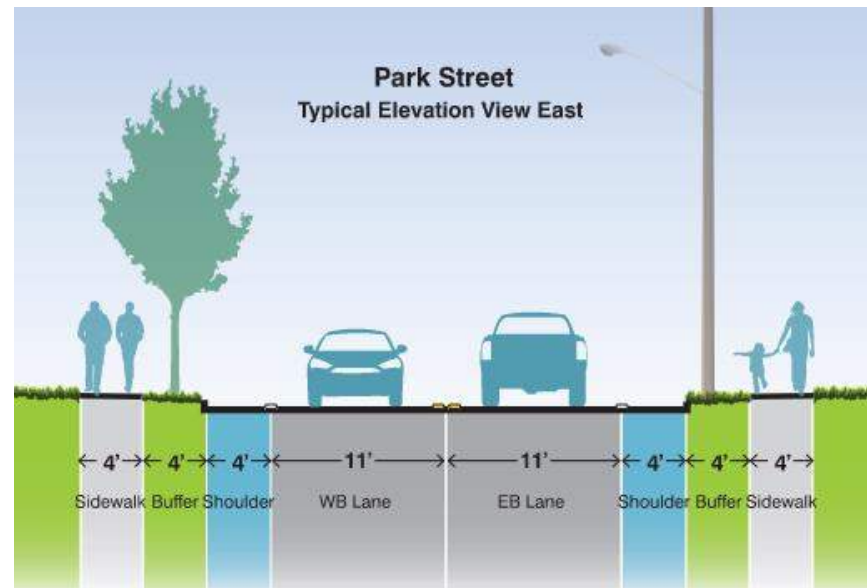 Park Street
Typical Elevation View East
4' 4' 4' 11' 11' 4' 4' 4'
Sidewalk Buffer Shoulder WB Lane EB Lane Shoulder Buffer Sidewalk